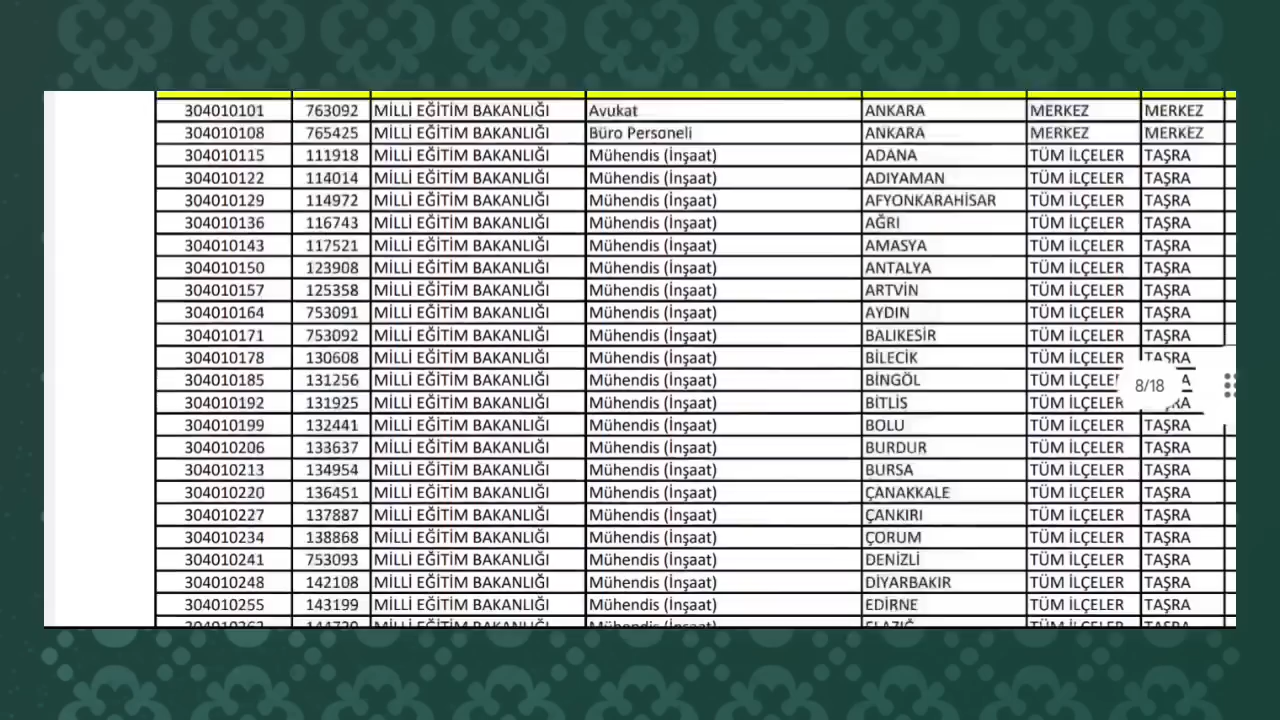 304010101 763092 MİLLİ EĞİTİM BAKANLIĞI Avukat ANKARA MERKEZ MERKEZ
304010108 765425 MİLLİ EĞİTİM BAKANLIĞI Büro Personeli ANKARA MERKEZ MERKEZ
304010115 111918 MİLLİ EĞİTİM BAKANLIĞI Mühendis (İnşaat) ADANA TÜM İLÇELER TAŞRA
304010122 114014 MİLLİ EĞİTİM BAKANLIĞI Mühendis (İnşaat) ADIYAMAN TÜM İLÇELER TAŞRA
304010129 114972 MİLLİ EĞİTİM BAKANLIĞI Mühendis (İnşaat) AFYONKARAHİSAR TÜM İLÇELER TAŞRA
304010136 116743 MİLLİ EĞİTİM BAKANLIĞI Mühendis (İnşaat) AĞRI TÜM İLÇELER TAŞRA
304010143 117521 MİLLİ EĞİTİM BAKANLIĞI Mühendis (İnşaat) AMASYA TÜM İLÇELER TAŞRA
304010150 123908 MİLLİ EĞİTİM BAKANLIĞI Mühendis (İnşaat) ANTALYA TÜM İLÇELER TAŞRA
304010157 125358 MİLLİ EĞİTİM BAKANLIĞI Mühendis (İnşaat) ARTVİN TÜM İLÇELER TAŞRA
304010164 753091 MİLLİ EĞİTİM BAKANLIĞI Mühendis (İnşaat) AYDIN TÜM İLÇELER TAŞRA
304010171 753092 MİLLİ EĞİTİM BAKANLIĞI Mühendis (İnşaat) BALIKESİR TÜM İLÇELER TAŞRA
304010178 130608 MİLLİ EĞİTİM BAKANLIĞI Mühendis (İnşaat) BİLECİK TÜM İLÇELER TAŞRA
304010185 131256 MİLLİ EĞİTİM BAKANLIĞI Mühendis (İnşaat) BİNGÖL TÜM 8/18
304010192 131925 MİLLİ EĞİTİM BAKANLIĞI Mühendis (İnşaat) BİTLİS TÜM İLÇELER
304010199 132441 MİLLİ EĞİTİM BAKANLIĞI Mühendis (İnşaat) BOLU TÜM İLÇELER TAŞRA
304010206 133637 MİLLİ EĞİTİM BAKANLIĞI Mühendis (İnşaat) BURDUR TÜM İLÇELER TAŞRA
304010213 134954 MİLLİ EĞİTİM BAKANLIĞI Mühendis (İnşaat) BURSA TÜM İLÇELER TAŞRA
304010220 136451 MİLLİ EĞİTİM BAKANLIĞI Mühendis (İnşaat) ÇANAKKALE TÜM İLÇELER TAŞRA
304010227 137887 MİLLİ EĞİTİM BAKANLIĞI Mühendis (İnşaat) ÇANKIRI TÜM İLÇELER TAŞRA
304010234 138868 MİLLİ EĞİTİM BAKANLIĞI Mühendis (İnşaat) ÇORUM TÜM İLÇELER TAŞRA
304010241 753093 MİLLİ EĞİTİM BAKANLIĞI Mühendis (İnşaat) DENİZLİ TÜM İLÇELER TAŞRA
304010248 142108 MİLLİ EĞİTİM BAKANLIĞI Mühendis (İnşaat) DİYARBAKIR TÜM İLÇELER TAŞRA
304010255 143199 MİLLİ EĞİTİM BAKANLIĞI Mühendis (İnşaat) EDİRNE TÜM İLÇELER TAŞRA